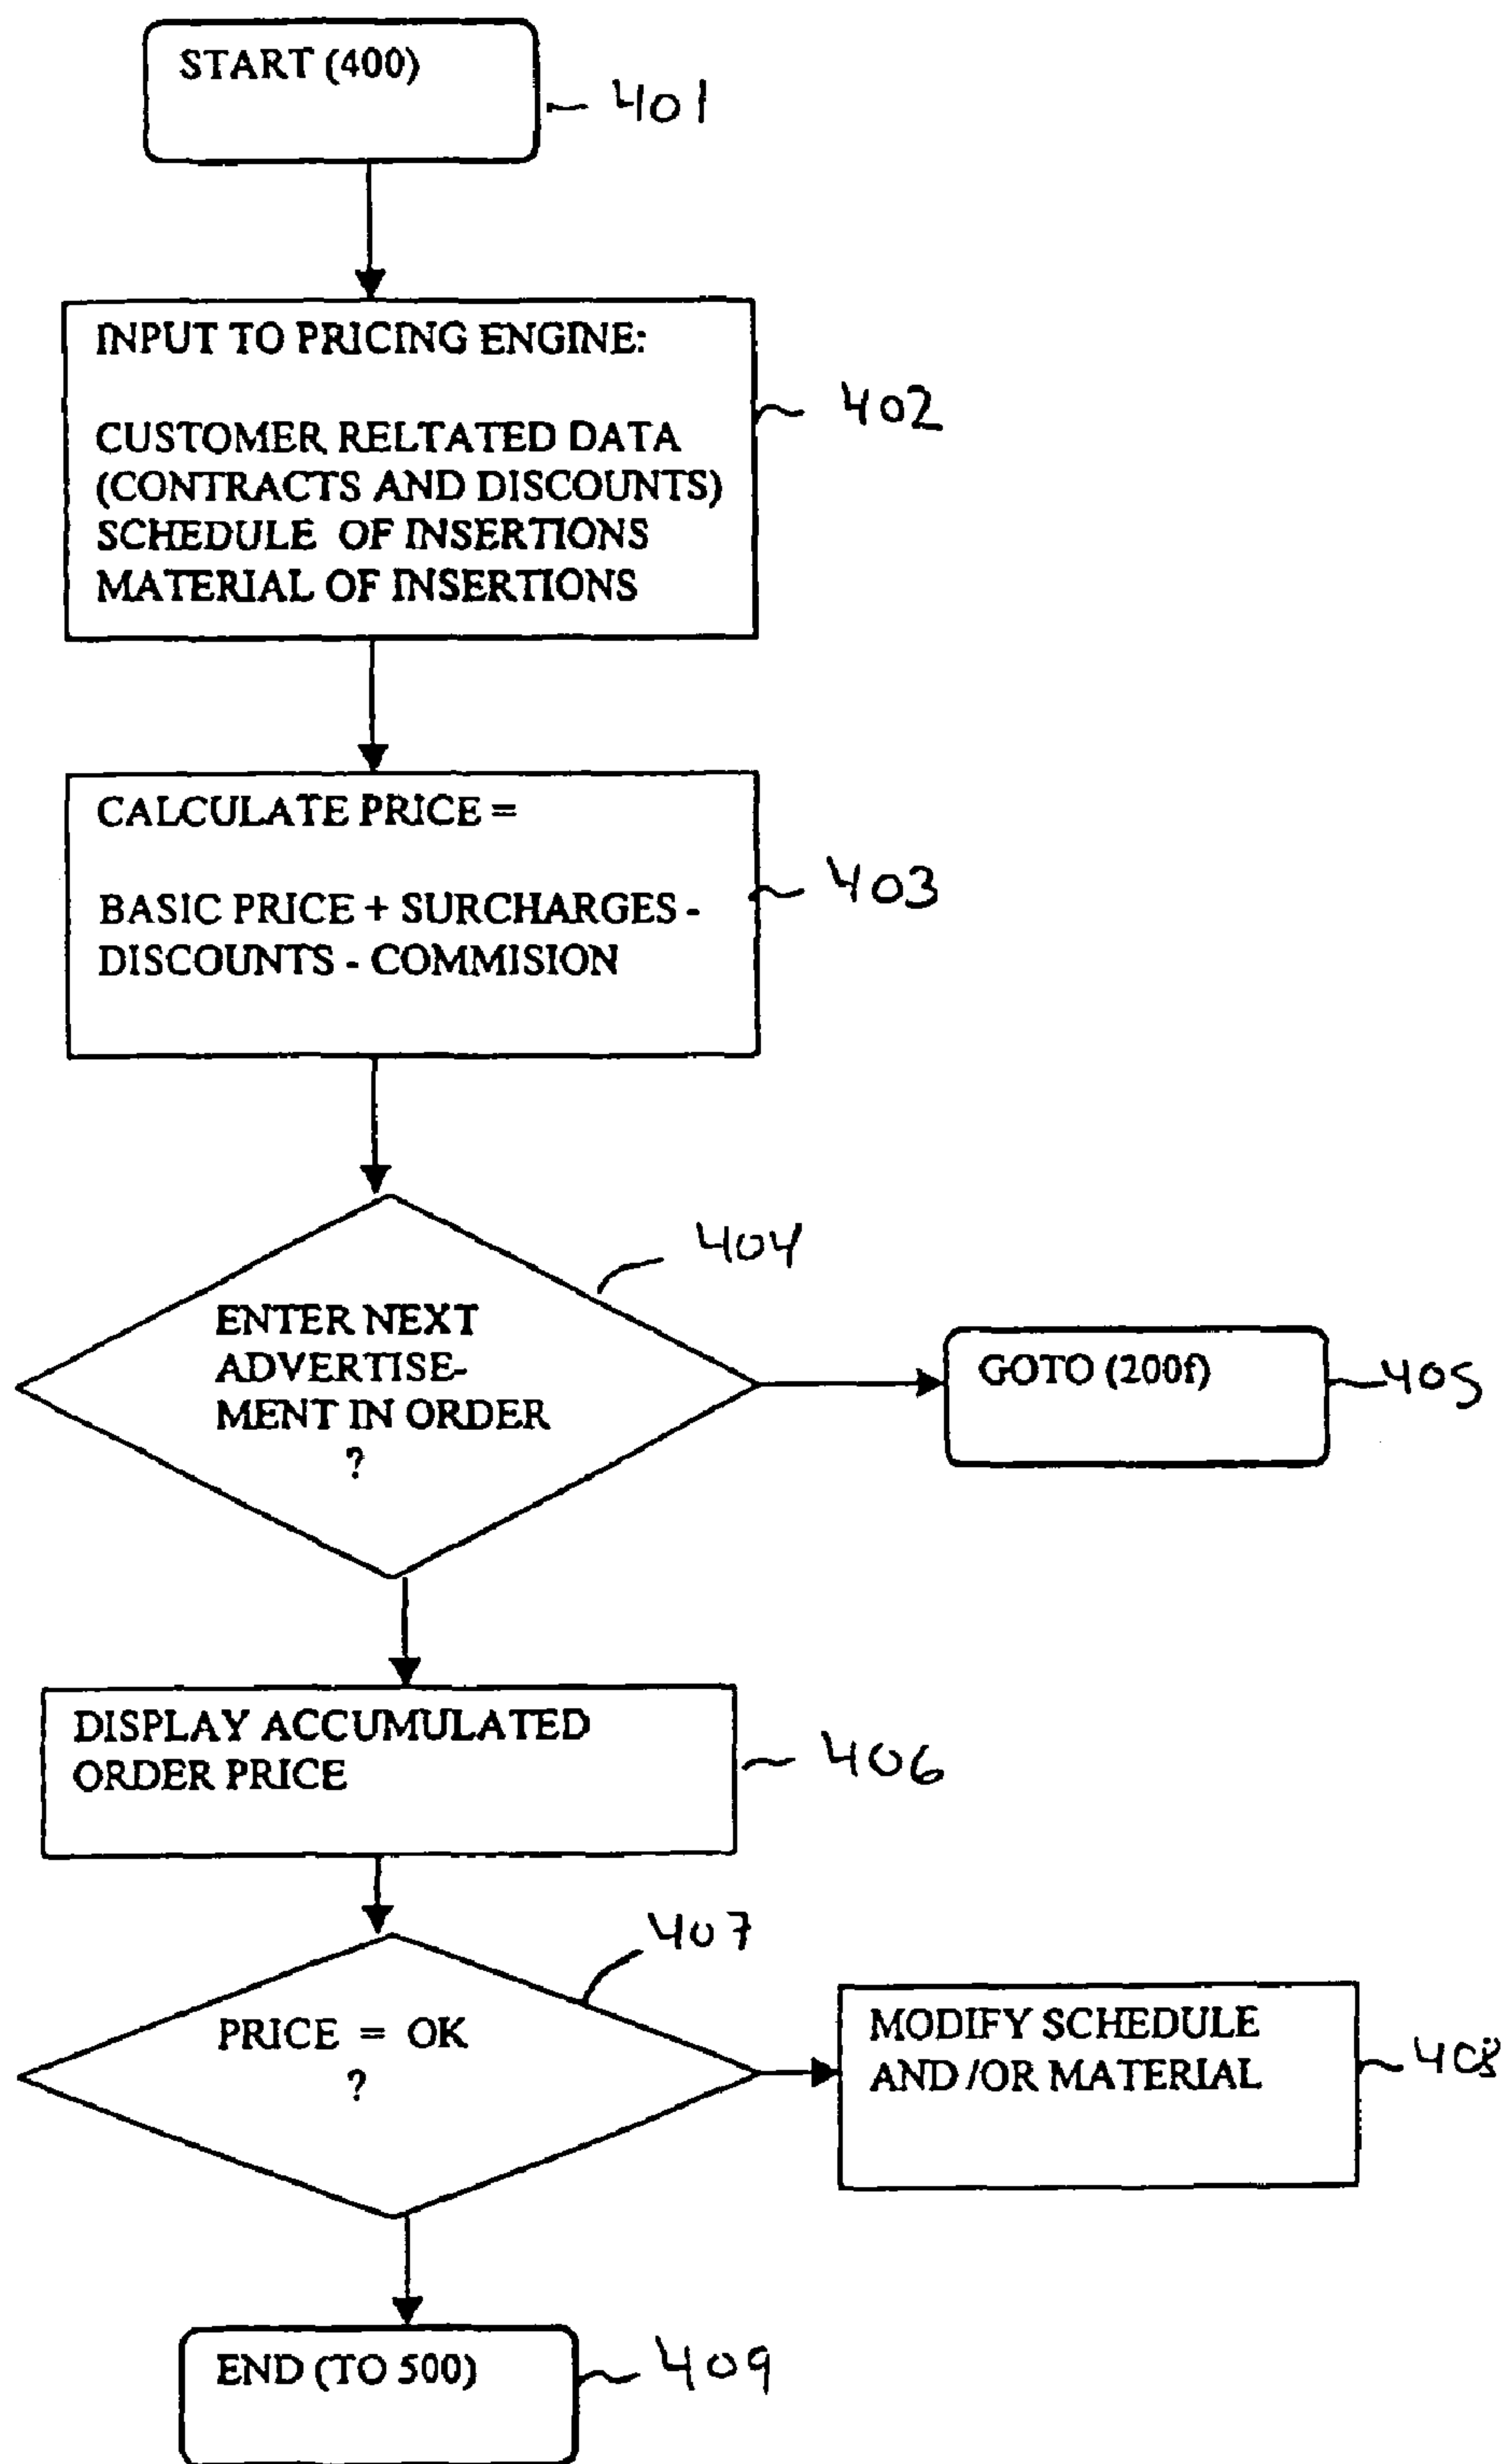 START (400)
401
INPUT TO PRICING ENGINE:
402
CUSTOMER RELTATED DATA
(CONTRACTS AND DISCOUNTS)
SCHEDULE OF INSERTIONS
MATERIAL OF INSERTIONS
CALCULATE PRICE =
403
BASIC PRICE + SURCHARGES -
DISCOUNTS - COMMISION
404
ENTER NEXT
ADVERTISE-
MENT IN ORDER
?
GOTO (200f)
405
DISPLAY ACCUMULATED
ORDER PRICE
406
407
PRICE = OK
?
MODIFY SCHEDULE
AND /OR MATERIAL
408
END (TO 500)
409